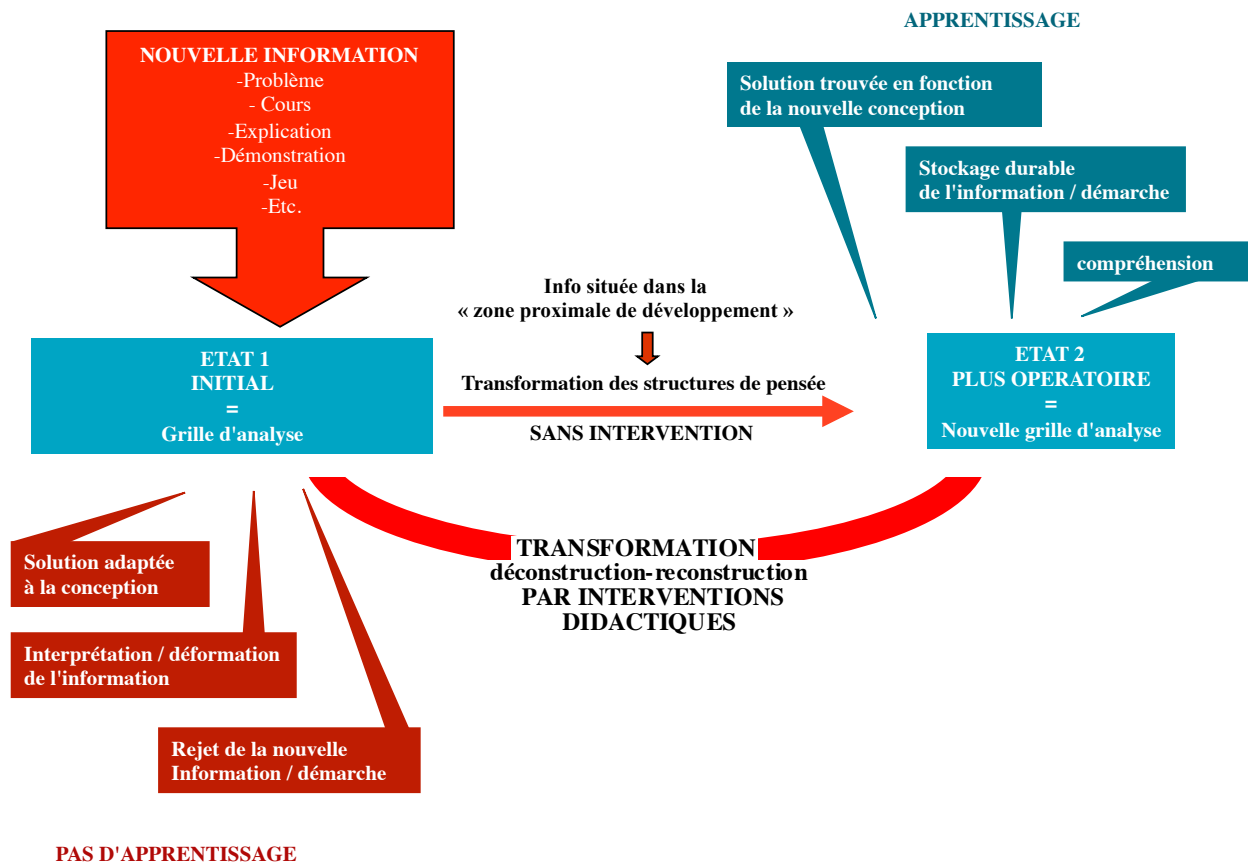 APPRENTISSAGE
NOUVELLE INFORMATION
-Problème
- Cours
-Explication
-Démonstration
-Jeu
-Etc.
Solution trouvée en fonction
de la nouvelle conception
Stockage durable
de l'information / démarche
compréhension
Info située dans la
« zone proximale de développement »
ETAT 1
INITIAL
=
Grille d'analyse
Transformation des structures de pensée
SANS INTERVENTION
ETAT 2
PLUS OPERATOIRE
=
Nouvelle grille d'analyse
TRANSFORMATION
déconstruction-reconstruction
PAR INTERVENTIONS
DIDACTIQUES
Solution adaptée
à la conception
Interprétation / déformation
de l'information
Rejet de la nouvelle
Information / démarche
PAS D'APPRENTISSAGE